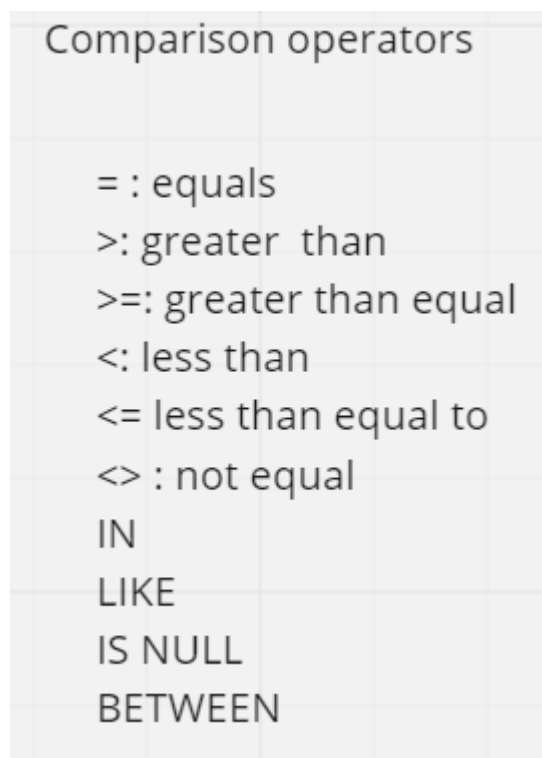 Comparison operators
= : equals
>: greater  than
>=: greater than equal
<: less than
<= less than equal to
<> : not equal
IN
LIKE
IS NULL
BETWEEN